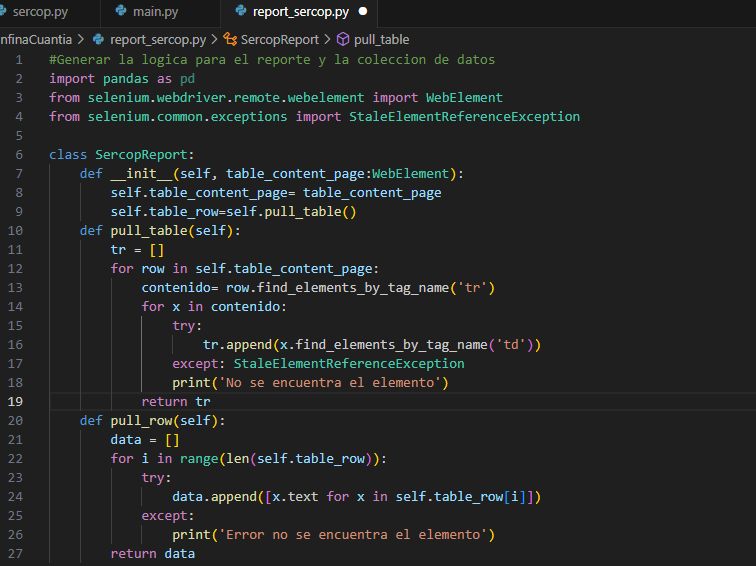 sercop.py main.py report_sercop.py
nfinaCuantia > report_sercop.py > SercopReport > pull_table
1 #Generar la logica para el reporte y la coleccion de datos
2 import pandas as pd
3 from selenium.webdriver.remote.webelement import WebElement
4 from selenium.common.exceptions import StaleElementReferenceException
5
6 class SercopReport:
7     def __init__(self, table_content_page:WebElement):
8         self.table_content_page= table_content_page
9         self.table_row=self.pull_table()
10     def pull_table(self):
11         tr = []
12         for row in self.table_content_page:
13             contenido= row.find_elements_by_tag_name('tr')
14             for x in contenido:
15                 try:
16                     tr.append(x.find_elements_by_tag_name('td'))
17                 except: StaleElementReferenceException
18                 print('No se encuentra el elemento')
19             return tr
20     def pull_row(self):
21         data = []
22         for i in range(len(self.table_row)):
23             try:
24                 data.append([x.text for x in self.table_row[i]])
25             except:
26                 print('Error no se encuentra el elemento')
27         return data